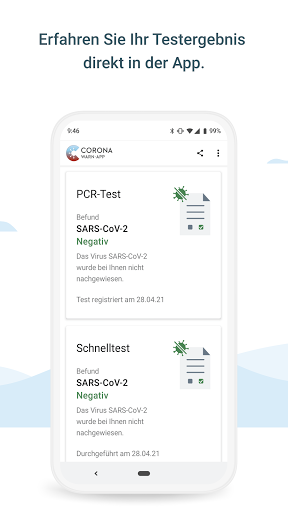 Erfahren Sie Ihr Testergebnis
direkt in der App.
9:46
99%
CORONA
WARN-APP
PCR-Test
Befund
SARS-CoV-2
Negativ
Das Virus SARS-CoV-2
wurde bei Ihnen nicht
nachgewiesen.
Test registriert am 28.04.21
Schnelltest
Befund
SARS-CoV-2
Negativ
Das Virus SARS-CoV-2
wurde bei Ihnen nicht
nachgewiesen.
Durchgeführt am 28.04.21